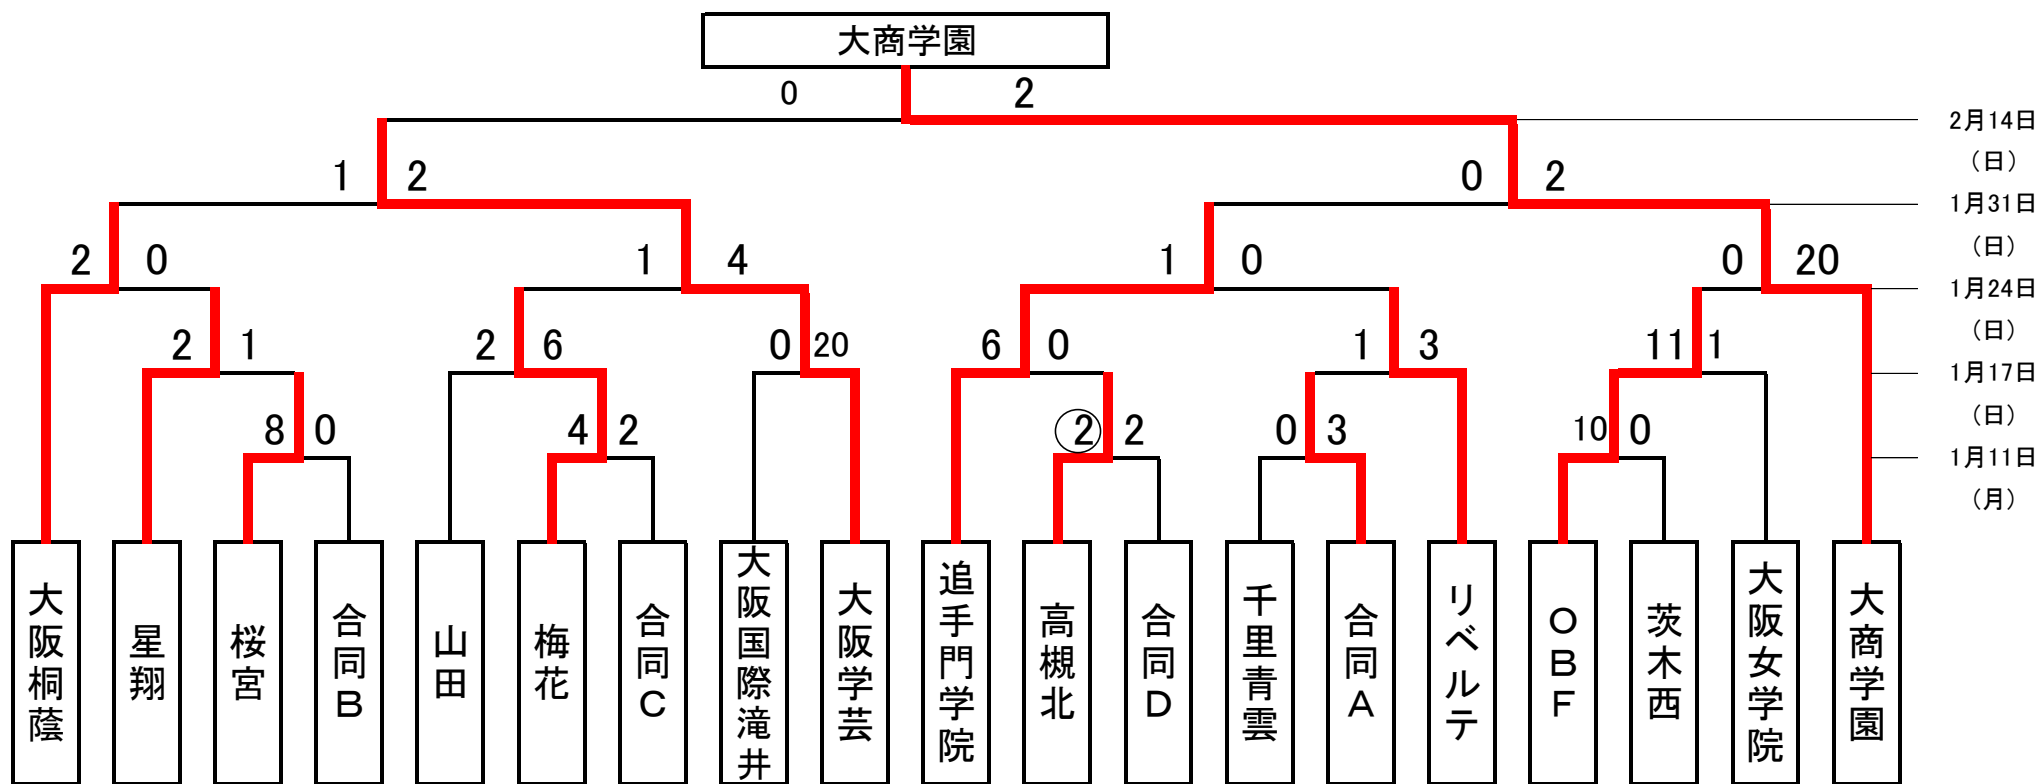 大商学園
0 2
2月14日
（日）
1 2 0 2
1月31日
（日）
2 0 1 4 1 0 0 20
1月24日
（日）
2 1 2 6 0 20 6 0 1 3 11 1
1月17日
（日）
8 0 4 2 2 2 0 3 10 0
1月11日
（月）
大阪桐蔭
星翔
桜宮
合同B
山田
梅花
合同C
大阪国際滝井
大阪学芸
追手門学院
高槻北
合同D
千里青雲
合同A
リベルテ
OBF
茨木西
大阪女学院
大商学園